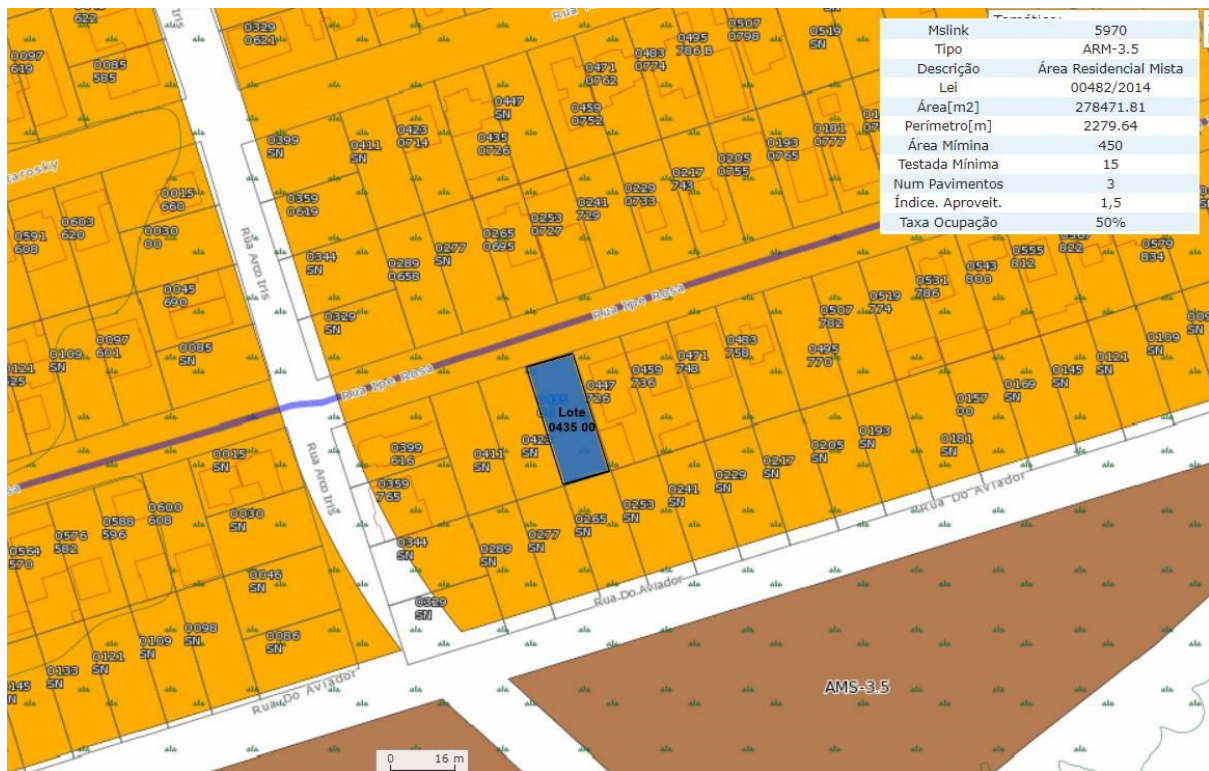 622
Rua Arco Iris
0329
0621
0097
619
0085
585
0507
0798
0519
SN
0495
786 B
0483
0774
0471
0762
0459
0752
0447
SN
0435
0726
0423
0714
0411
SN
0399
SN
0359
0619
0344
SN
0329
SN
0181
0777
0193
0765
0205
0755
0217
743
0229
0733
0241
729
0253
0727
0265
0695
0277
SN
0289
0658
Mslink 5970
Tipo ARM-3.5
Descrição Área Residencial Mista
Lei 00482/2014
Área[m2] 278471.81
Perímetro[m] 2279.64
Área Mímina 450
Testada Mínima 15
Num Pavimentos 3
Índice. Aproveit. 1,5
Taxa Ocupação 50%
0015
660
0030
00
0603
620
0591
608
0045
690
0097
601
0085
SN
0109
SN
Rua Arco Iris
Rua Ipe Rosa
Rua Ipe Rosa
0579
834
0555
812
0543
800
0531
786
0519
774
0507
782
0495
770
0483
758
0471
748
0459
736
0447
726
Lote
0435 00
0423
SN
0411
SN
0399
616
0359
765
0344
SN
0329
SN
0289
SN
0277
SN
0265
SN
0253
SN
0241
SN
0229
SN
0217
SN
0205
SN
0193
SN
0181
SN
0157
00
0169
SN
0145
SN
0121
SN
0109
SN
Rua Arco Iris
0015
SN
0030
SN
0046
SN
0086
SN
0098
SN
0109
SN
0121
SN
0133
SN
0600
608
0588
596
0576
582
0564
570
Rua Do Aviador
Rua Do Aviador
Rua Do Aviador
AMS-3.5
0 16 m